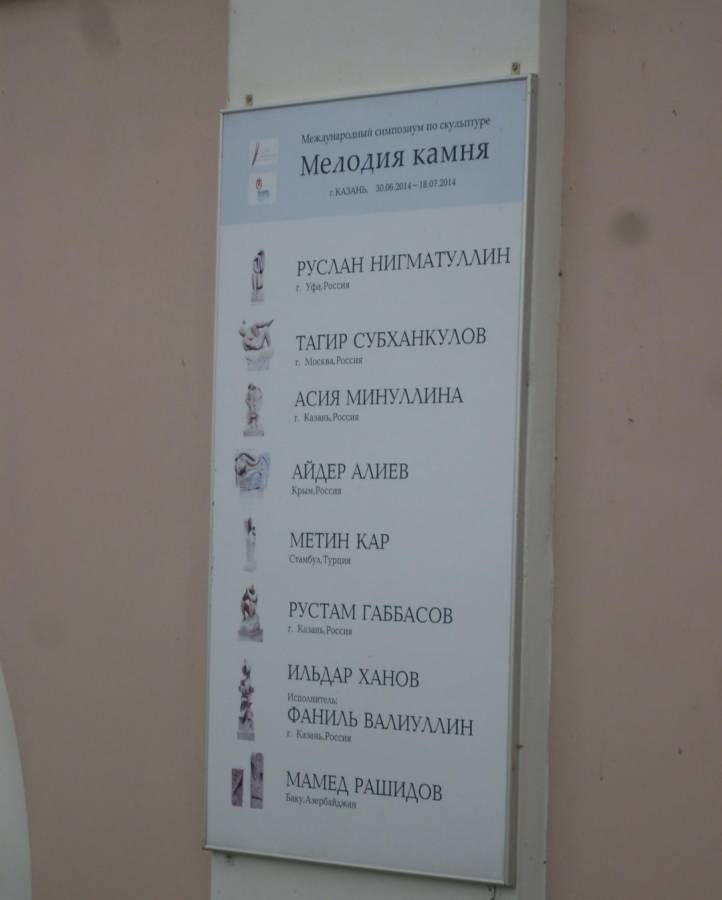 Международный симпозиум по скульптуре
Мелодия камня
г. КАЗАНЬ, 30.06.2014 – 18.07.2014
РУСЛАН НИГМАТУЛЛИН
г. Уфа, Россия
ТАГИР СУБХАНКУЛОВ
г. Москва, Россия
АСИЯ МИНУЛЛИНА
г. Казань, Россия
АЙДЕР АЛИЕВ
Крым, Россия
МЕТИН КАР
Стамбул, Турция
РУСТАМ ГАББАСОВ
г. Казань, Россия
ИЛЬДАР ХАНОВ
Исполнитель:
ФАНИЛЬ ВАЛИУЛЛИН
г. Казань, Россия
МАМЕД РАШИДОВ
Баку, Азербайджан